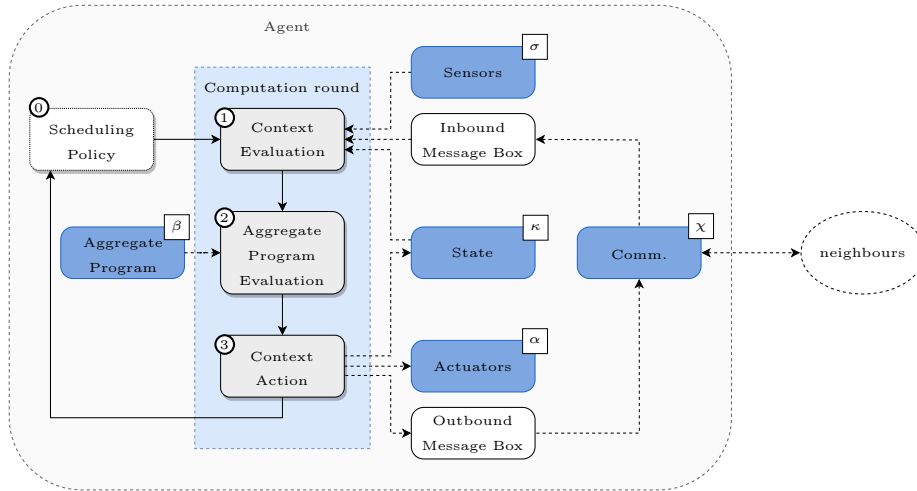 Agent
σ
Sensors
Computation round
0
Scheduling
Policy
1
Context
Evaluation
Inbound
Message Box
β
Aggregate
Program
2
Aggregate
Program
Evaluation
κ
State
χ
Comm.
neighbours
3
Context
Action
α
Actuators
Outbound
Message Box